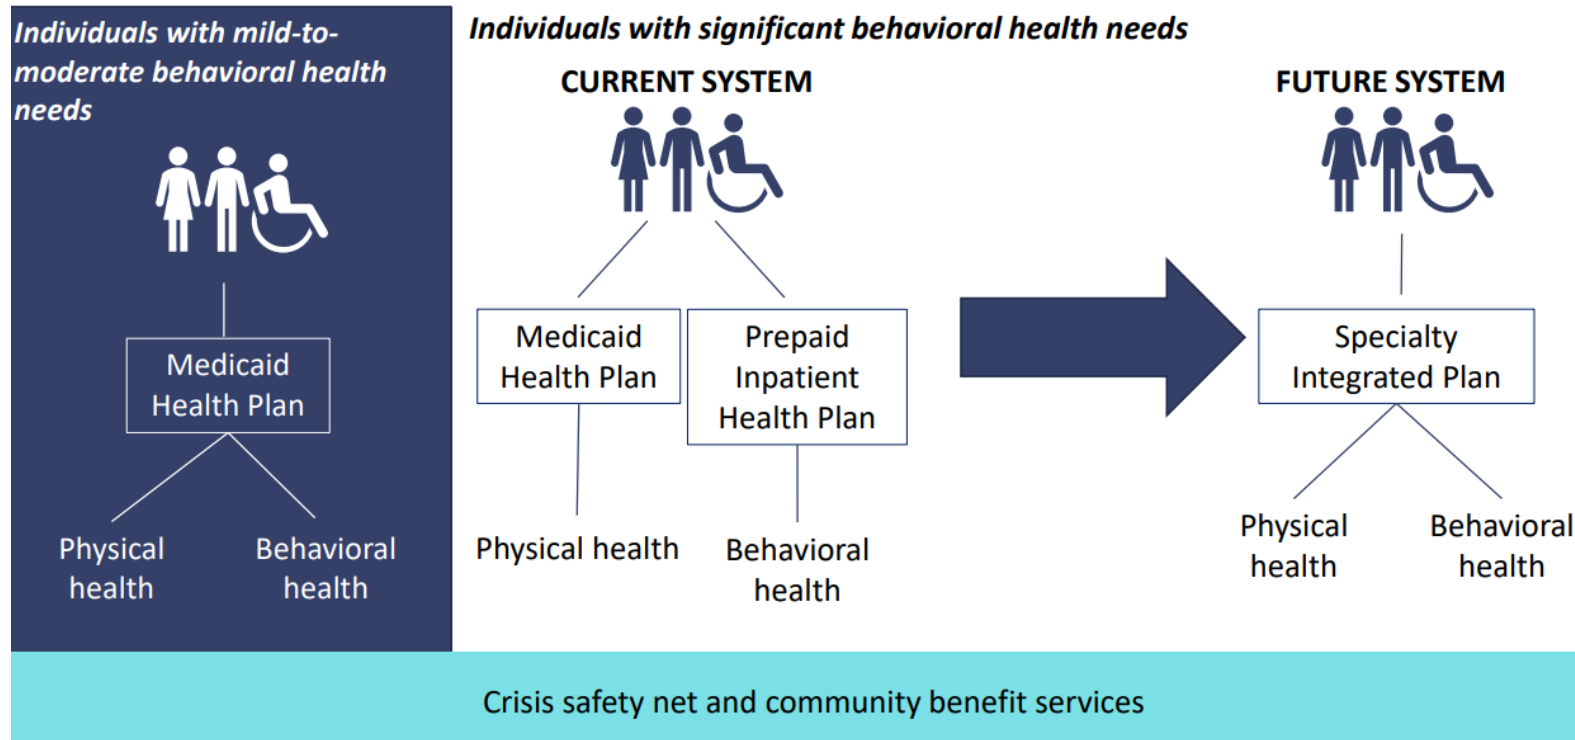 Individuals with mild-to-
moderate behavioral health
needs
Medicaid
Health Plan
Physical
health
Behavioral
health
Individuals with significant behavioral health needs
CURRENT SYSTEM
Medicaid
Health Plan
Prepaid
Inpatient
Health Plan
Physical health
Behavioral
health
FUTURE SYSTEM
Specialty
Integrated Plan
Physical
health
Behavioral
health
Crisis safety net and community benefit services